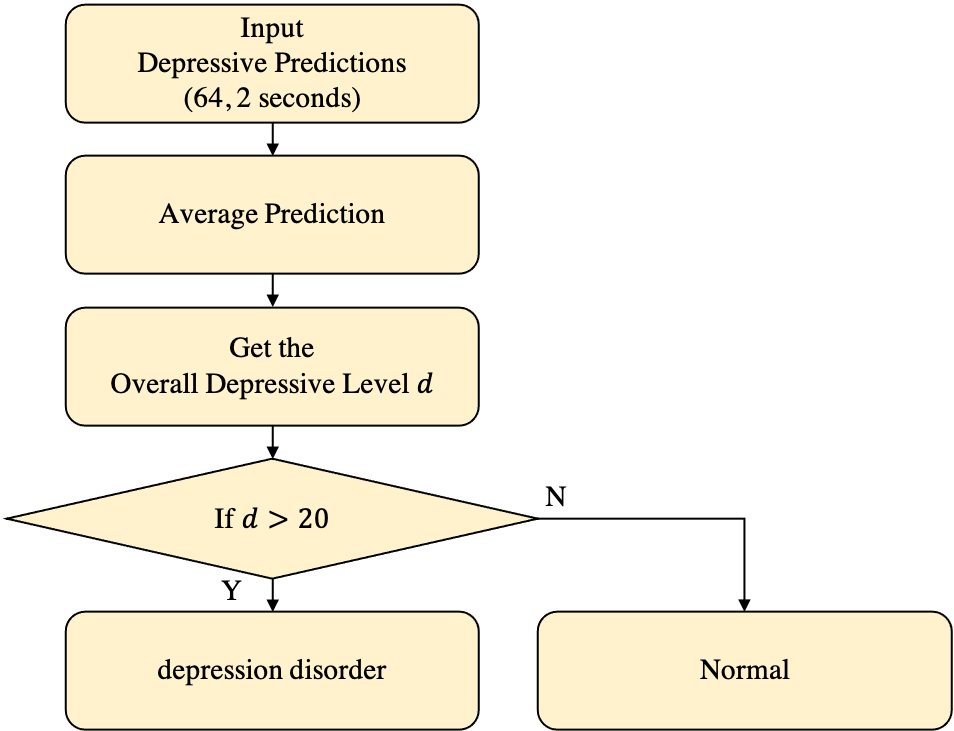 Input
Depressive Predictions
(64, 2 seconds)
Average Prediction
Get the
Overall Depressive Level d
If d > 20
N
Y
depression disorder
Normal